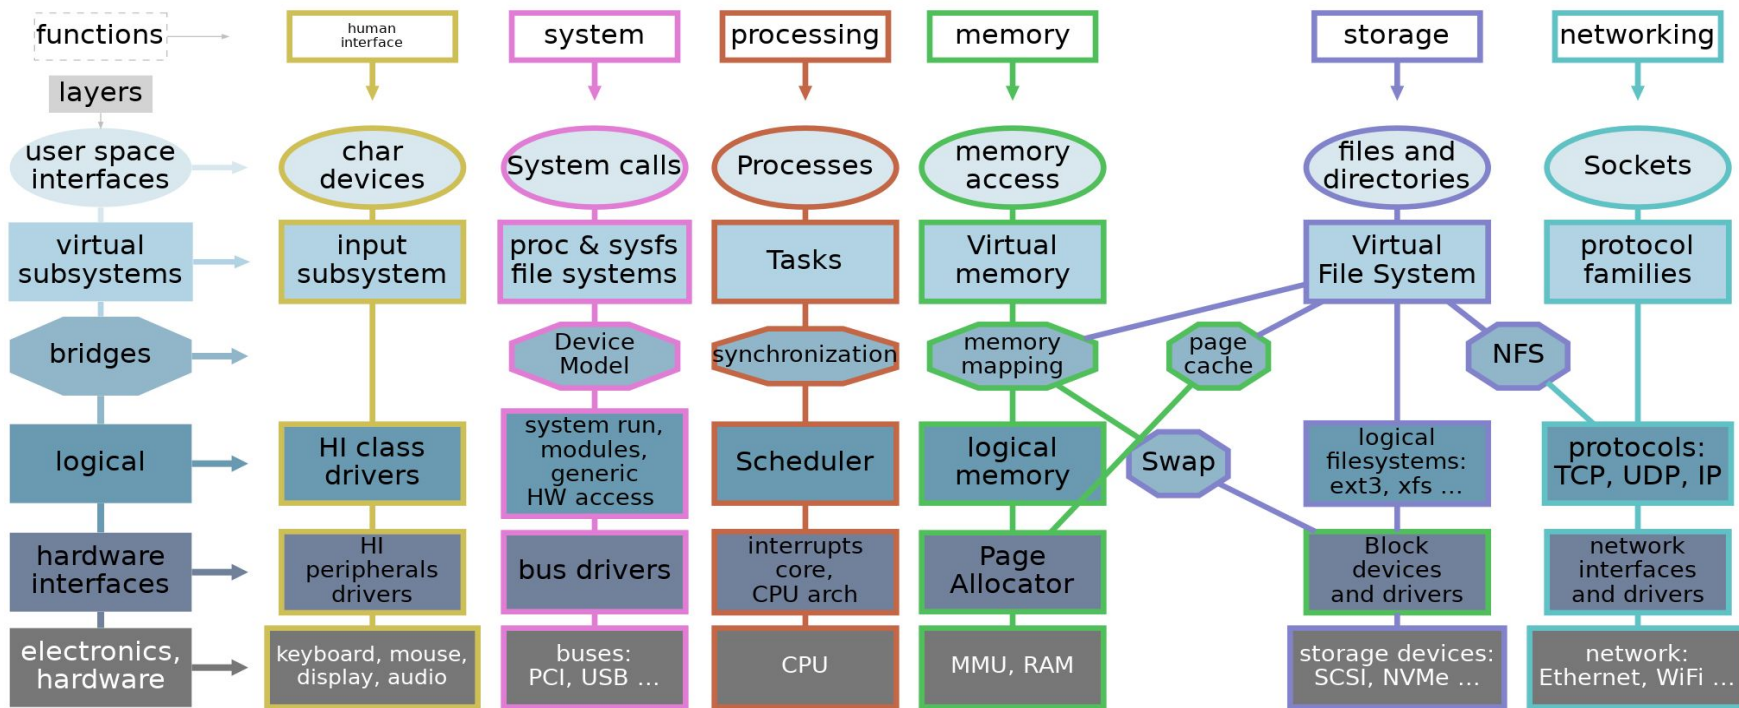 functions
human
interface
system
processing
memory
storage
networking
layers
user space
interfaces
char
devices
System calls
Processes
memory
access
files and
directories
Sockets
virtual
subsystems
input
subsystem
proc & sysfs
file systems
Tasks
Virtual
memory
Virtual
File System
protocol
families
bridges
Device
Model
synchronization
memory
mapping
page
cache
NFS
logical
HI class
drivers
system run,
modules,
generic
HW access
Scheduler
logical
memory
Swap
logical
filesystems:
ext3, xfs ...
protocols:
TCP, UDP, IP
hardware
interfaces
HI
peripherals
drivers
bus drivers
interrupts
core,
CPU arch
Page
Allocator
Block
devices
and drivers
network
interfaces
and drivers
electronics,
hardware
keyboard, mouse,
display, audio
buses:
PCI, USB ...
CPU
MMU, RAM
storage devices:
SCSI, NVMe ...
network:
Ethernet, WiFi ...